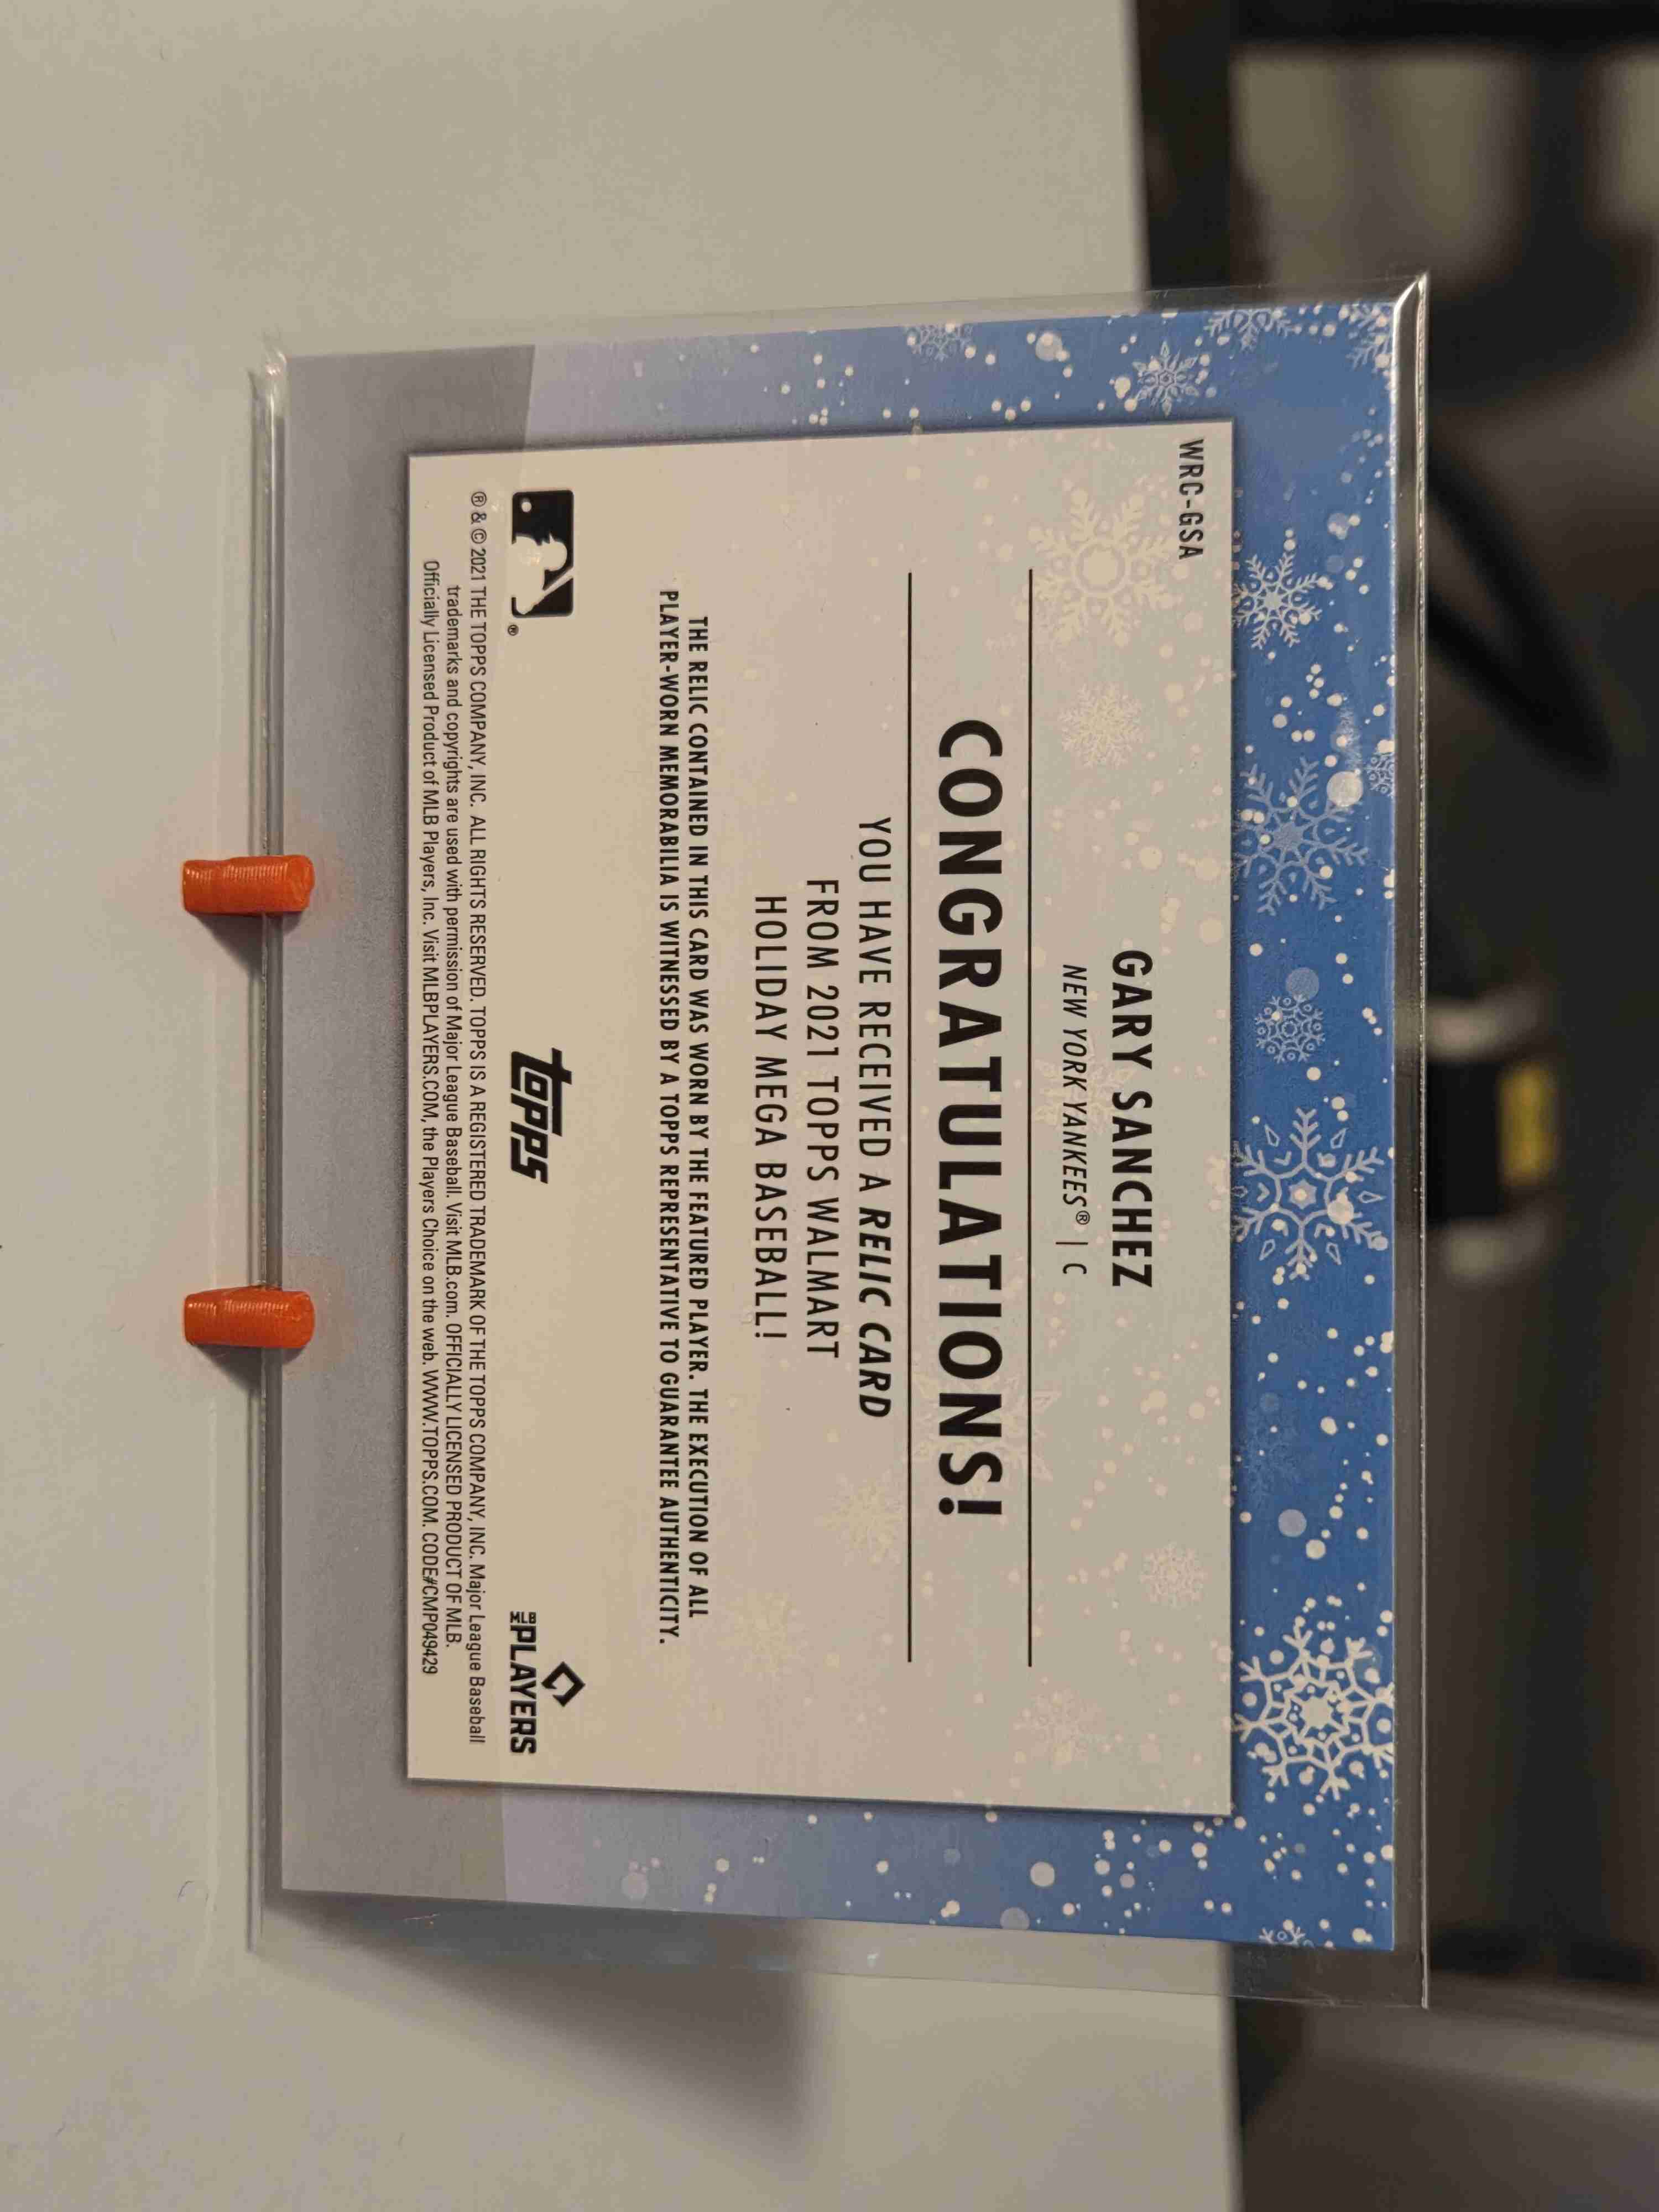 WRC-GSA
GARY SANCHEZ
NEW YORK YANKEES® | C
CONGRATULATIONS!
YOU HAVE RECEIVED A RELIC CARD
FROM 2021 TOPPS WALMART
HOLIDAY MEGA BASEBALL!
THE RELIC CONTAINED IN THIS CARD WAS WORN BY THE FEATURED PLAYER. THE EXECUTION OF ALL
PLAYER-WORN MEMORABILIA IS WITNESSED BY A TOPPS REPRESENTATIVE TO GUARANTEE AUTHENTICITY.
®
topps
MLB PLAYERS
® & © 2021 THE TOPPS COMPANY, INC. ALL RIGHTS RESERVED. TOPPS IS A REGISTERED TRADEMARK OF THE TOPPS COMPANY, INC. Major League Baseball
trademarks and copyrights are used with permission of Major League Baseball. Visit MLB.com. OFFICIALLY LICENSED PRODUCT OF MLB.
Officially Licensed Product of MLB Players, Inc. Visit MLBPLAYERS.COM, the Players Choice on the web. WWW.TOPPS.COM. CODE#CMP049429